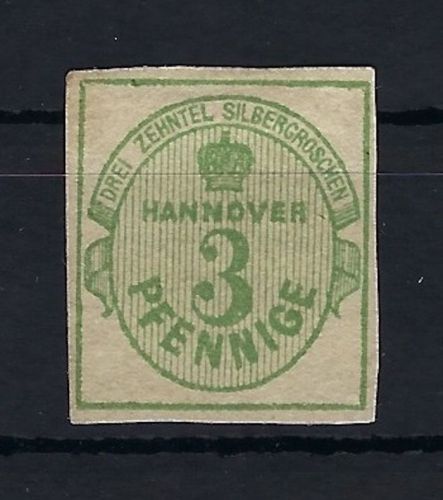 DREI ZEHNTEL SILBERGROSCHEN
HANNOVER
3
PFENNIGE